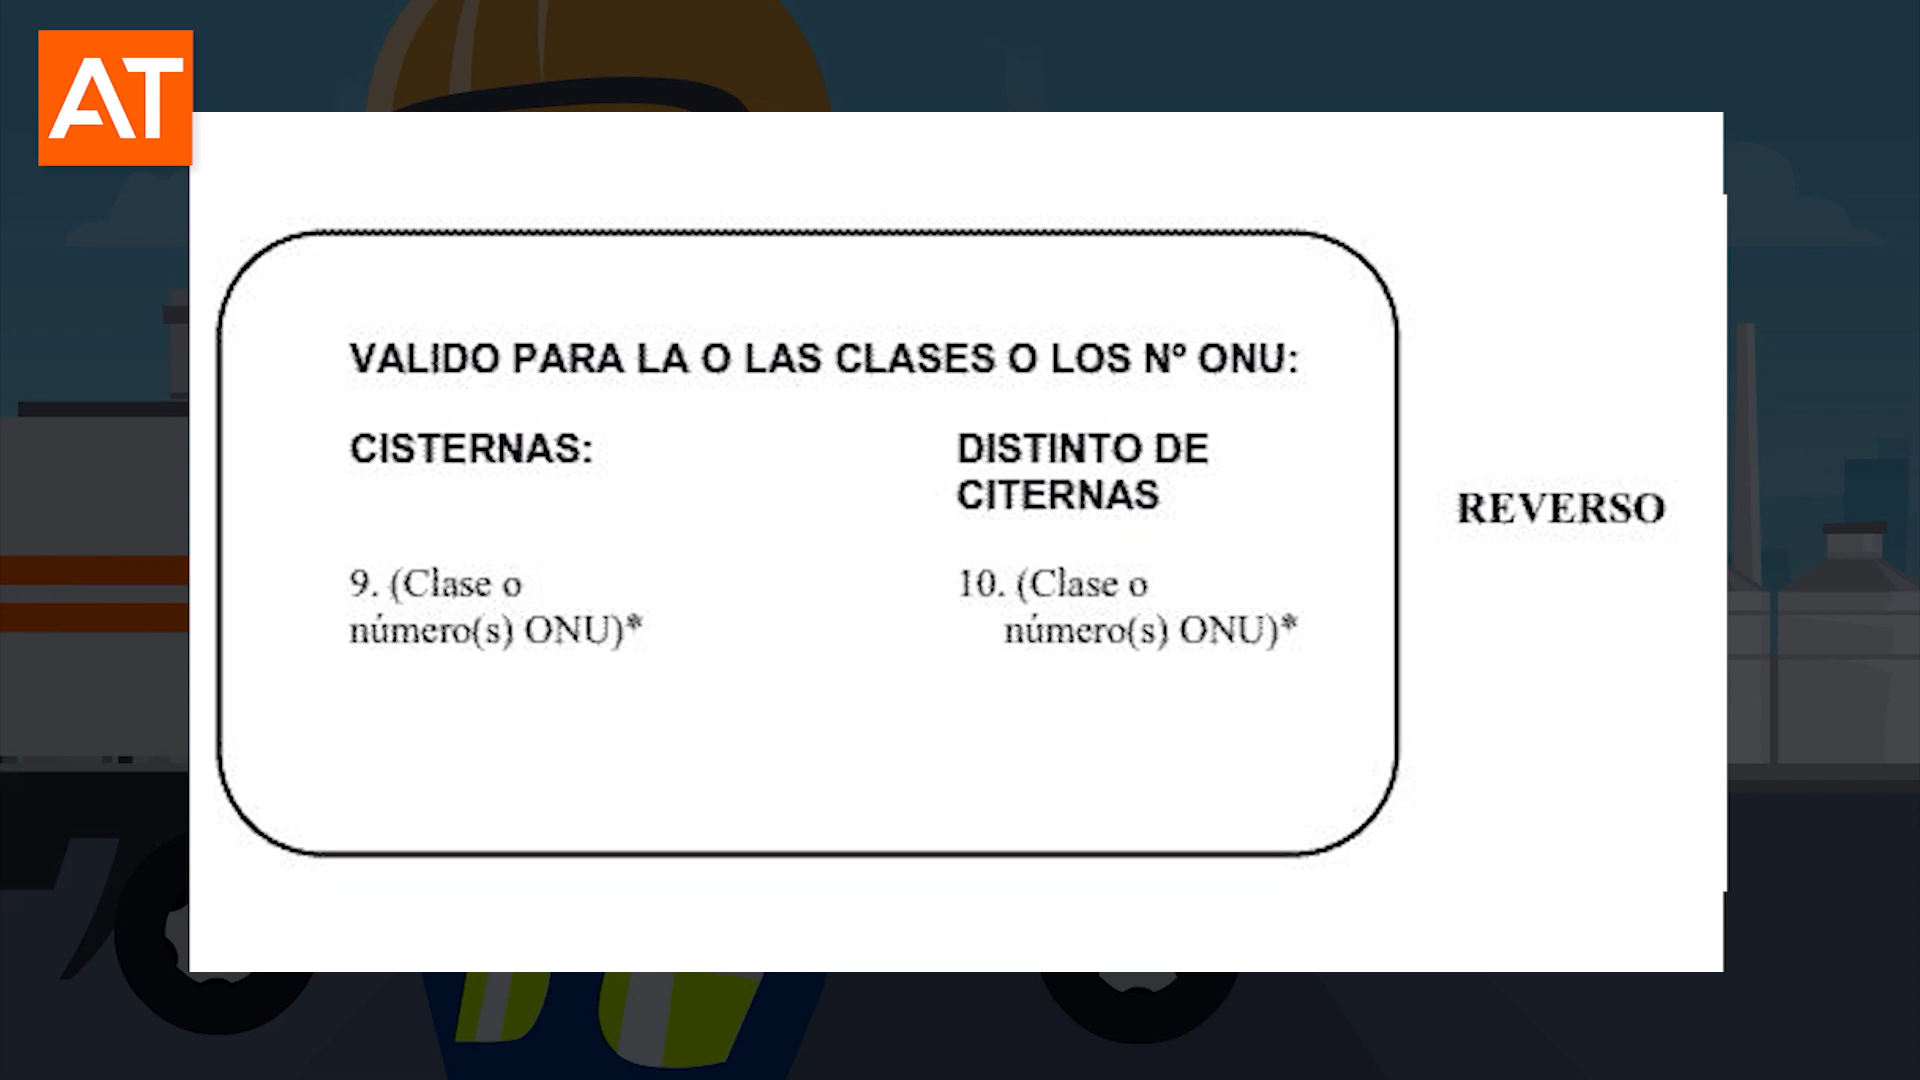 AT
VALIDO PARA LA O LAS CLASES O LOS Nº ONU:
CISTERNAS:
DISTINTO DE
CITERNAS
9. (Clase o
número(s) ONU)*
10. (Clase o
número(s) ONU)*
REVERSO